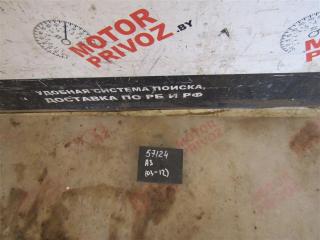 MOTOR
PRIVOZ.BY
УДОБНАЯ СИСТЕМА ПОИСКА,
ДОСТАВКА ПО РБ И РФ
57124
A3
(03-12)